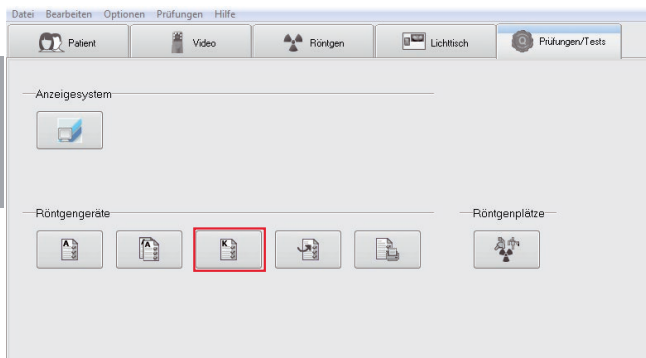 Datei Bearbeiten Optionen Prüfungen Hilfe
Patient Video Röntgen Lichttisch Q Prüfungen/Tests
Anzeigesystem
Röntgengeräte Röntgenplätze
A A K